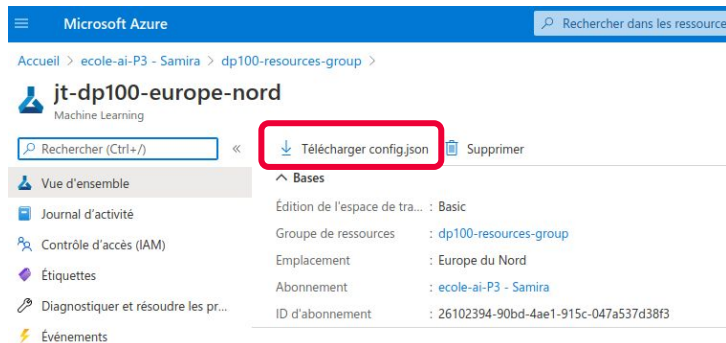 Microsoft Azure
Rechercher dans les ressource
Accueil > ecole-ai-P3 - Samira > dp100-resources-group >
jt-dp100-europe-nord
Machine Learning
Rechercher (Ctrl+/)
«
Télécharger config.json
Supprimer
Vue d'ensemble
Journal d'activité
Contrôle d'accès (IAM)
Étiquettes
Diagnostiquer et résoudre les pr...
Événements
Bases
Édition de l'espace de tra... : Basic
Groupe de ressources : dp100-resources-group
Emplacement : Europe du Nord
Abonnement : ecole-ai-P3 - Samira
ID d'abonnement : 26102394-90bd-4ae1-915c-047a537d38f3